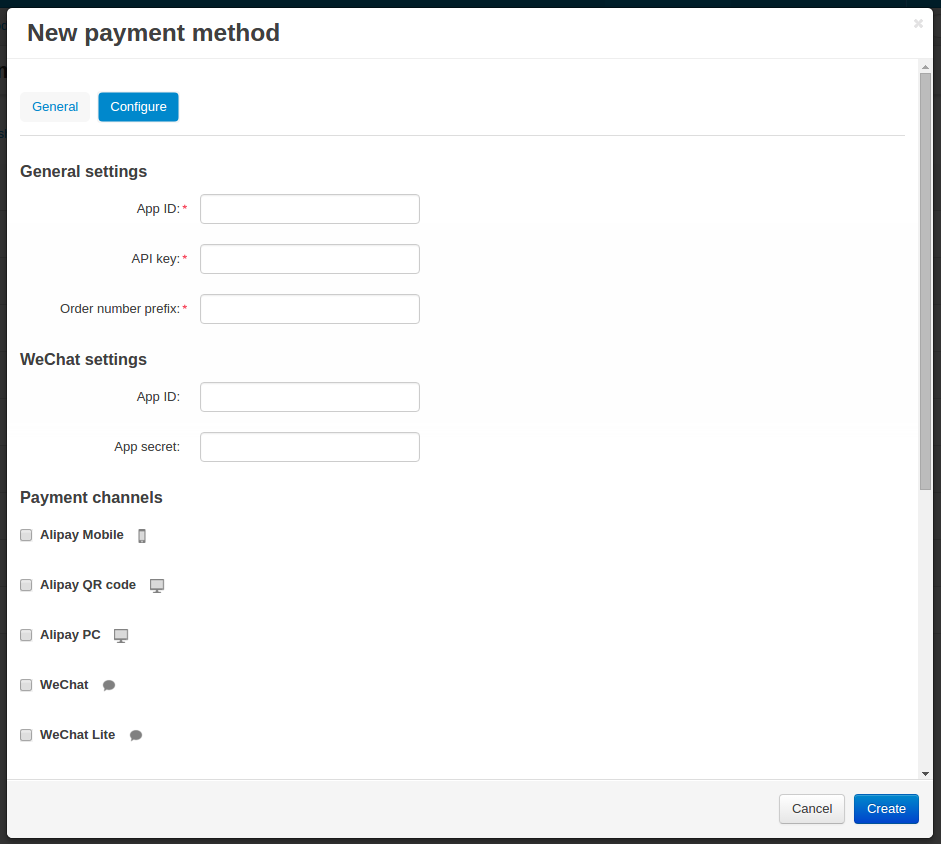 New payment method
×
General
Configure
General settings
App ID:*
API key:*
Order number prefix:*
WeChat settings
App ID:
App secret:
Payment channels
Alipay Mobile
Alipay QR code
Alipay PC
WeChat
WeChat Lite
Cancel
Create